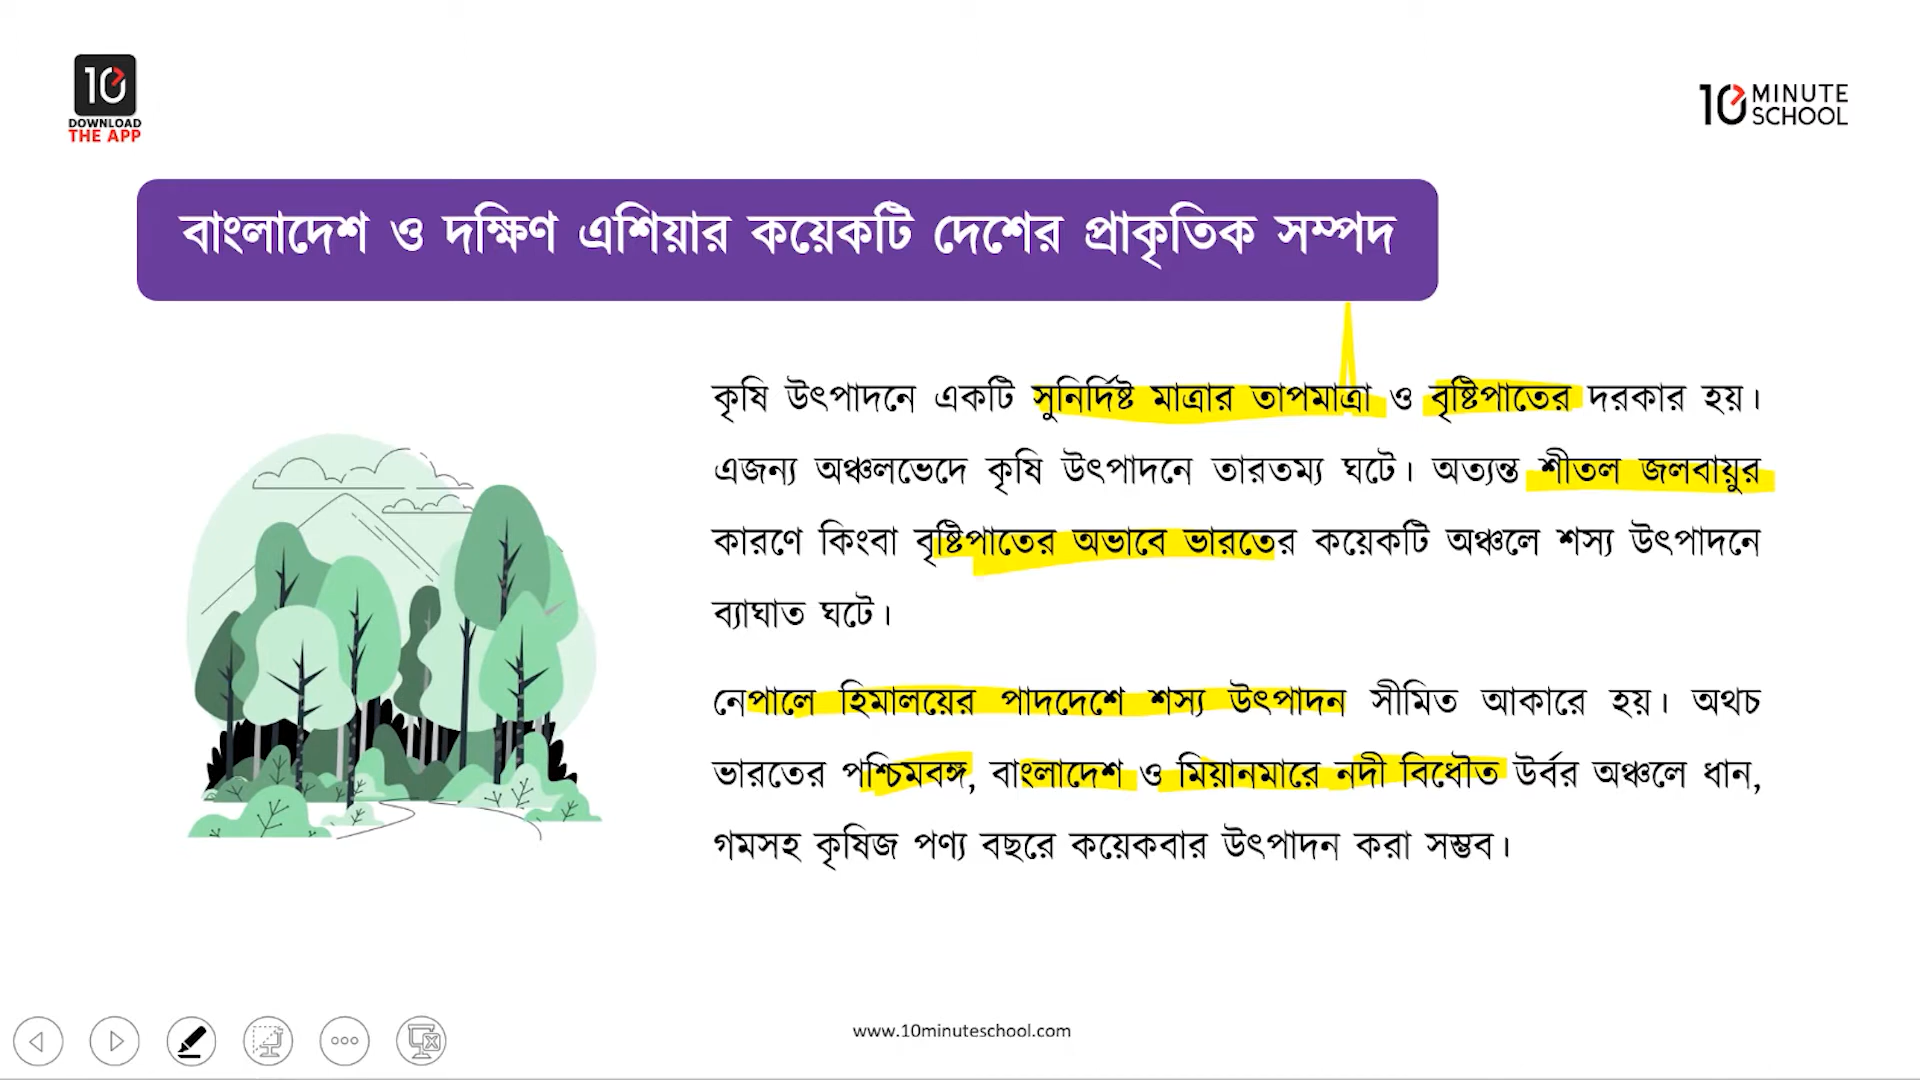 10
DOWNLOAD
THE APP
10 MINUTE
SCHOOL
বাংলাদেশ ও দক্ষিণ এশিয়ার কয়েকটি দেশের প্রাকৃতিক সম্পদ
কৃষি উৎপাদনে একটি সুনির্দিষ্ট মাত্রার তাপমাত্রা ও বৃষ্টিপাতের দরকার হয়।
এজন্য অঞ্চলভেদে কৃষি উৎপাদনে তারতম্য ঘটে। অত্যন্ত শীতল জলবায়ুর
কারণে কিংবা বৃষ্টিপাতের অভাবে ভারতের কয়েকটি অঞ্চলে শস্য উৎপাদনে
ব্যাঘাত ঘটে।
নেপালে হিমালয়ের পাদদেশে শস্য উৎপাদন সীমিত আকারে হয়। অথচ
ভারতের পশ্চিমবঙ্গ, বাংলাদেশ ও মিয়ানমারে নদী বিধৌত উর্বর অঞ্চলে ধান,
গমসহ কৃষিজ পণ্য বছরে কয়েকবার উৎপাদন করা সম্ভব।
www.10minuteschool.com